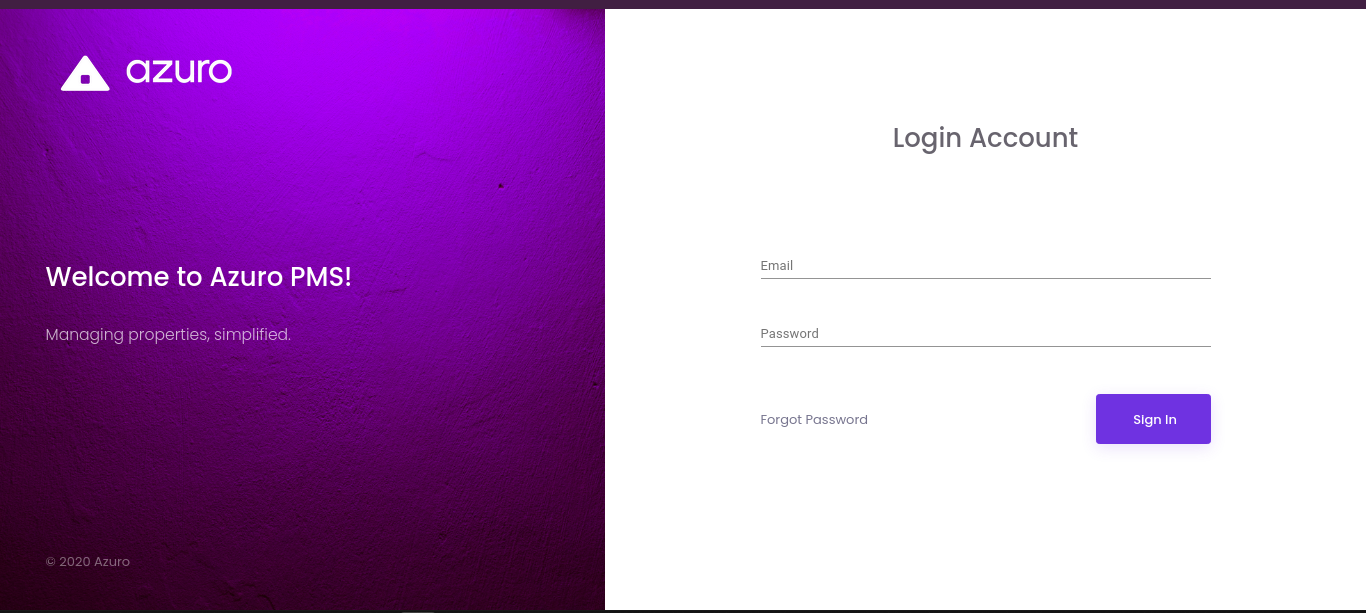 azuro
Welcome to Azuro PMS!
Managing properties, simplified.
© 2020 Azuro
Login Account
Email
Password
Forgot Password
Sign In